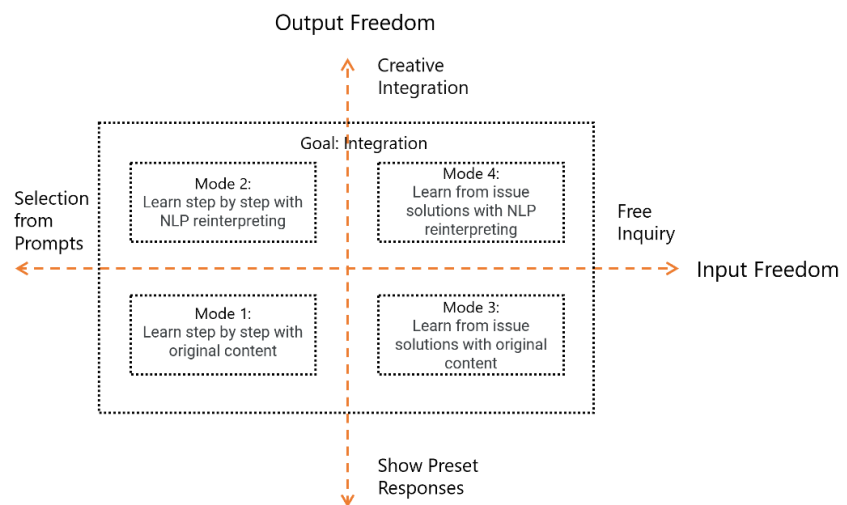 Output Freedom
Creative
Integration
Goal: Integration
Mode 2:
Learn step by step with
NLP reinterpreting
Mode 4:
Learn from issue
solutions with NLP
reinterpreting
Selection
from
Prompts
Free
Inquiry
Input Freedom
Mode 1:
Learn step by step with
original content
Mode 3:
Learn from issue
solutions with original
content
Show Preset
Responses